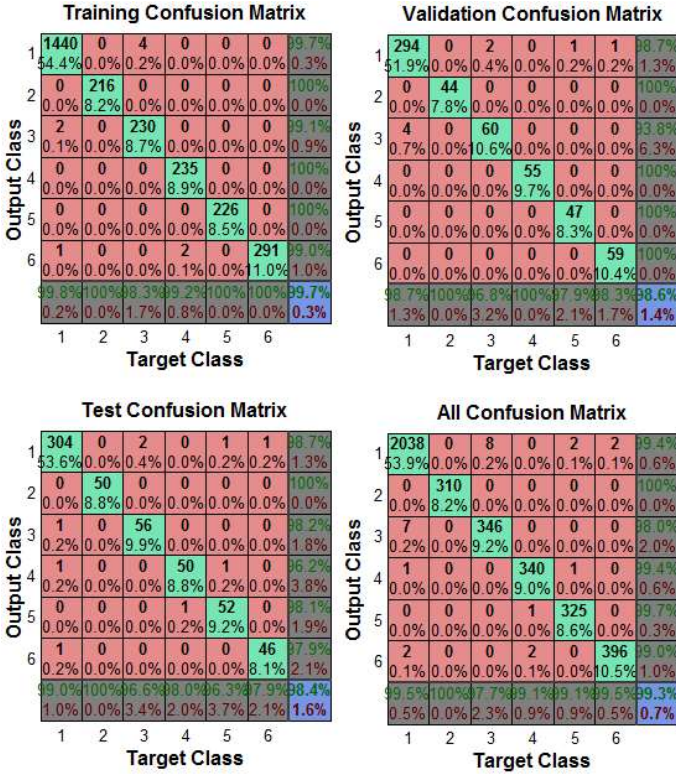 Training Confusion Matrix
1 1440 0 4 0 0 0 99.7%
54.4% 0.0% 0.2% 0.0% 0.0% 0.0% 0.3%
2 0 216 0 0 0 0 100%
0.0% 8.2% 0.0% 0.0% 0.0% 0.0% 0.0%
3 2 0 230 0 0 0 99.1%
0.1% 0.0% 8.7% 0.0% 0.0% 0.0% 0.9%
4 0 0 0 235 0 0 100%
0.0% 0.0% 0.0% 8.9% 0.0% 0.0% 0.0%
5 0 0 0 0 226 0 100%
0.0% 0.0% 0.0% 0.0% 8.5% 0.0% 0.0%
6 1 0 0 2 0 291 99.0%
0.0% 0.0% 0.0% 0.1% 0.0% 11.0% 1.0%
99.8% 100% 98.3% 99.2% 100% 100% 99.7%
0.2% 0.0% 1.7% 0.8% 0.0% 0.0% 0.3%
1 2 3 4 5 6
Target Class
Output Class
Validation Confusion Matrix
1 294 0 2 0 1 1 98.7%
51.9% 0.0% 0.4% 0.0% 0.2% 0.2% 1.3%
2 0 44 0 0 0 0 100%
0.0% 7.8% 0.0% 0.0% 0.0% 0.0% 0.0%
3 4 0 60 0 0 0 93.8%
0.7% 0.0% 10.6% 0.0% 0.0% 0.0% 6.3%
4 0 0 0 55 0 0 100%
0.0% 0.0% 0.0% 9.7% 0.0% 0.0% 0.0%
5 0 0 0 0 47 0 100%
0.0% 0.0% 0.0% 0.0% 8.3% 0.0% 0.0%
6 0 0 0 0 0 59 100%
0.0% 0.0% 0.0% 0.0% 0.0% 10.4% 0.0%
98.7% 100% 96.8% 100% 97.9% 98.3% 98.6%
1.3% 0.0% 3.2% 0.0% 2.1% 1.7% 1.4%
1 2 3 4 5 6
Target Class
Output Class
Test Confusion Matrix
1 304 0 2 0 1 1 98.7%
53.6% 0.0% 0.4% 0.0% 0.2% 0.2% 1.3%
2 0 50 0 0 0 0 100%
0.0% 8.8% 0.0% 0.0% 0.0% 0.0% 0.0%
3 1 0 56 0 0 0 98.2%
0.2% 0.0% 9.9% 0.0% 0.0% 0.0% 1.8%
4 1 0 0 50 1 0 96.2%
0.2% 0.0% 0.0% 8.8% 0.2% 0.0% 3.8%
5 0 0 0 1 52 0 98.1%
0.0% 0.0% 0.0% 0.2% 9.2% 0.0% 1.9%
6 1 0 0 0 0 46 97.9%
0.2% 0.0% 0.0% 0.0% 0.0% 8.1% 2.1%
99.0% 100% 96.6% 98.0% 96.3% 97.9% 98.4%
1.0% 0.0% 3.4% 2.0% 3.7% 2.1% 1.6%
1 2 3 4 5 6
Target Class
Output Class
All Confusion Matrix
1 2038 0 8 0 2 2 99.4%
53.9% 0.0% 0.2% 0.0% 0.1% 0.1% 0.6%
2 0 310 0 0 0 0 100%
0.0% 8.2% 0.0% 0.0% 0.0% 0.0% 0.0%
3 7 0 346 0 0 0 98.0%
0.2% 0.0% 9.2% 0.0% 0.0% 0.0% 2.0%
4 1 0 0 340 1 0 99.4%
0.0% 0.0% 0.0% 9.0% 0.0% 0.0% 0.6%
5 0 0 0 1 325 0 99.7%
0.0% 0.0% 0.0% 0.0% 8.6% 0.0% 0.3%
6 2 0 0 2 0 396 99.0%
0.1% 0.0% 0.0% 0.1% 0.0% 10.5% 1.0%
99.5% 100% 97.7% 99.1% 99.1% 99.5% 99.3%
0.5% 0.0% 2.3% 0.9% 0.9% 0.5% 0.7%
1 2 3 4 5 6
Target Class
Output Class